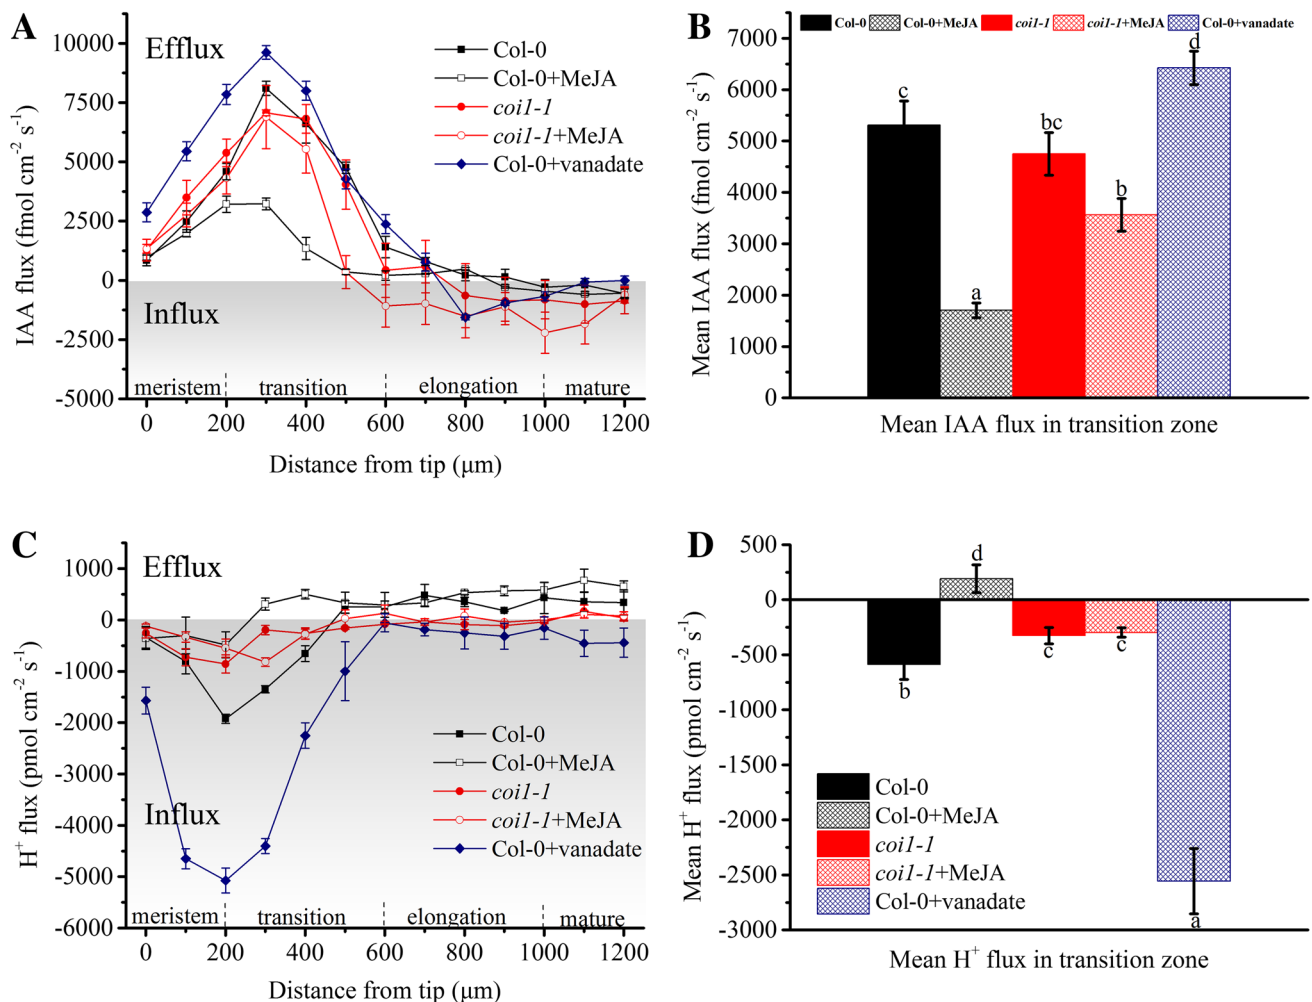 A
Efflux
Influx
IAA flux (fmol cm⁻² s⁻¹)
10000
7500
5000
2500
0
-2500
-5000
Col-0
Col-0+MeJA
coi1-1
coi1-1+MeJA
Col-0+vanadate
meristem transition elongation mature
0 200 400 600 800 1000 1200
Distance from tip (μm)
B
Col-0 Col-0+MeJA coi1-1 coi1-1+MeJA Col-0+vanadate
Mean IAA flux (fmol cm⁻² s⁻¹)
7000
6000
5000
4000
3000
2000
1000
0
c
a
bc
b
d
Mean IAA flux in transition zone
C
Efflux
Influx
H⁺ flux (pmol cm⁻² s⁻¹)
1000
0
-1000
-2000
-3000
-4000
-5000
-6000
Col-0
Col-0+MeJA
coi1-1
coi1-1+MeJA
Col-0+vanadate
meristem transition elongation mature
0 200 400 600 800 1000 1200
Distance from tip (μm)
D
Mean H⁺ flux (pmol cm⁻² s⁻¹)
500
0
-500
-1000
-1500
-2000
-2500
-3000
b
d
c
c
a
Col-0
Col-0+MeJA
coi1-1
coi1-1+MeJA
Col-0+vanadate
Mean H⁺ flux in transition zone